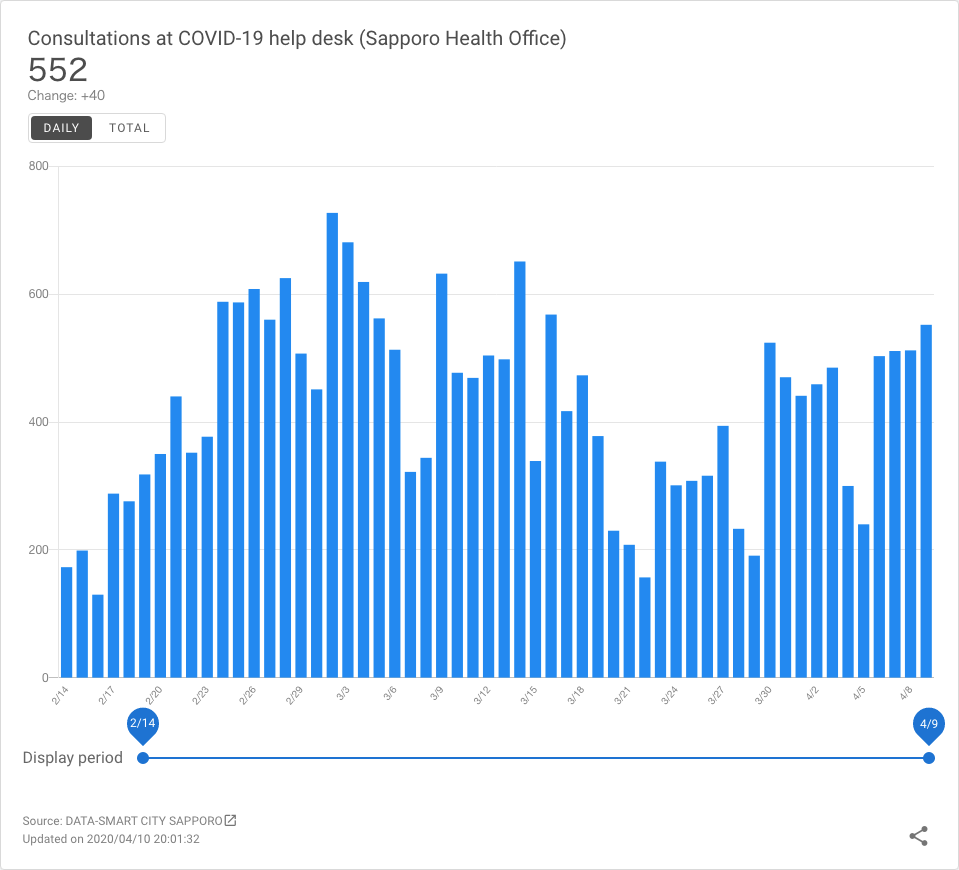 Consultations at COVID-19 help desk (Sapporo Health Office)
552
Change: +40
DAILY TOTAL
800
600
400
200
0
2/14 2/17 2/20 2/23 2/26 2/29 3/3 3/6 3/9 3/12 3/15 3/18 3/21 3/24 3/27 3/30 4/2 4/5 4/8
2/14 4/9
Display period
Source: DATA-SMART CITY SAPPORO
Updated on 2020/04/10 20:01:32